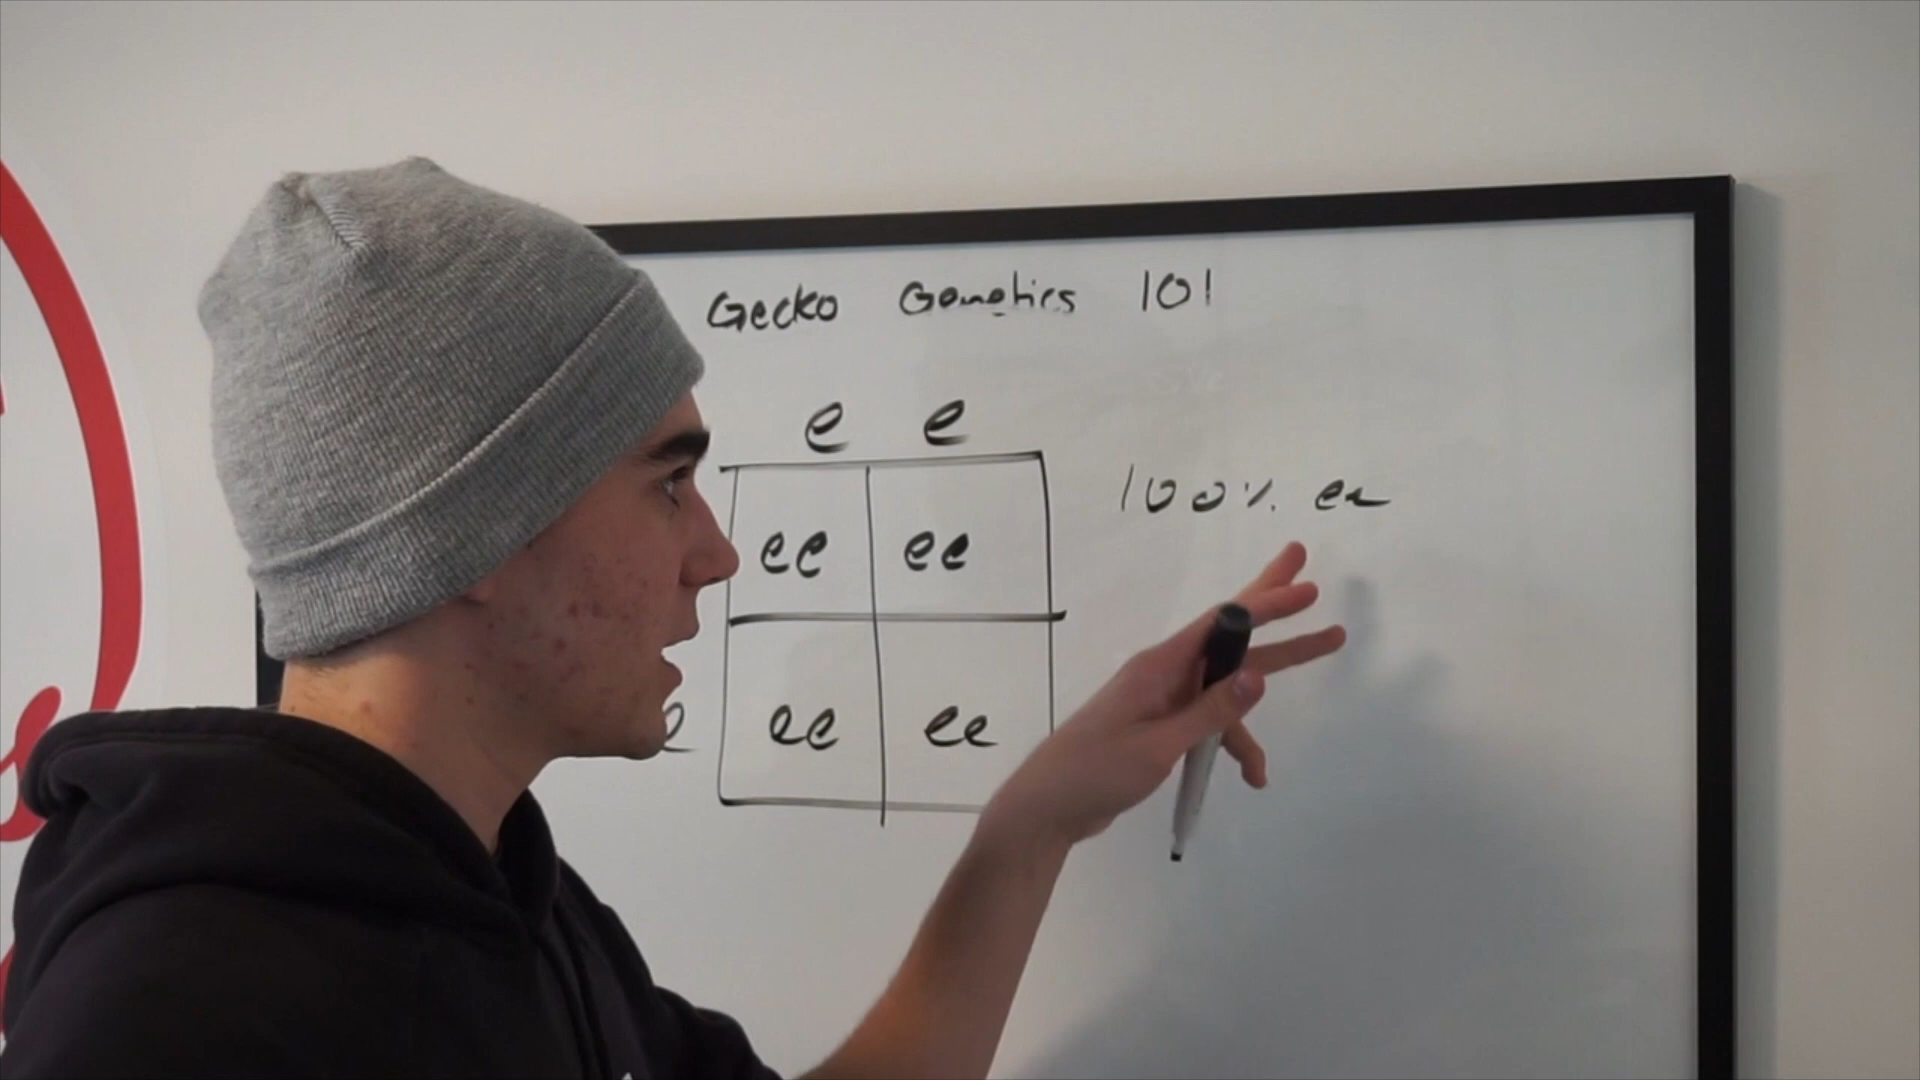 Gecko Genetics 101
e e
100% ee
ee ee
e ee ee